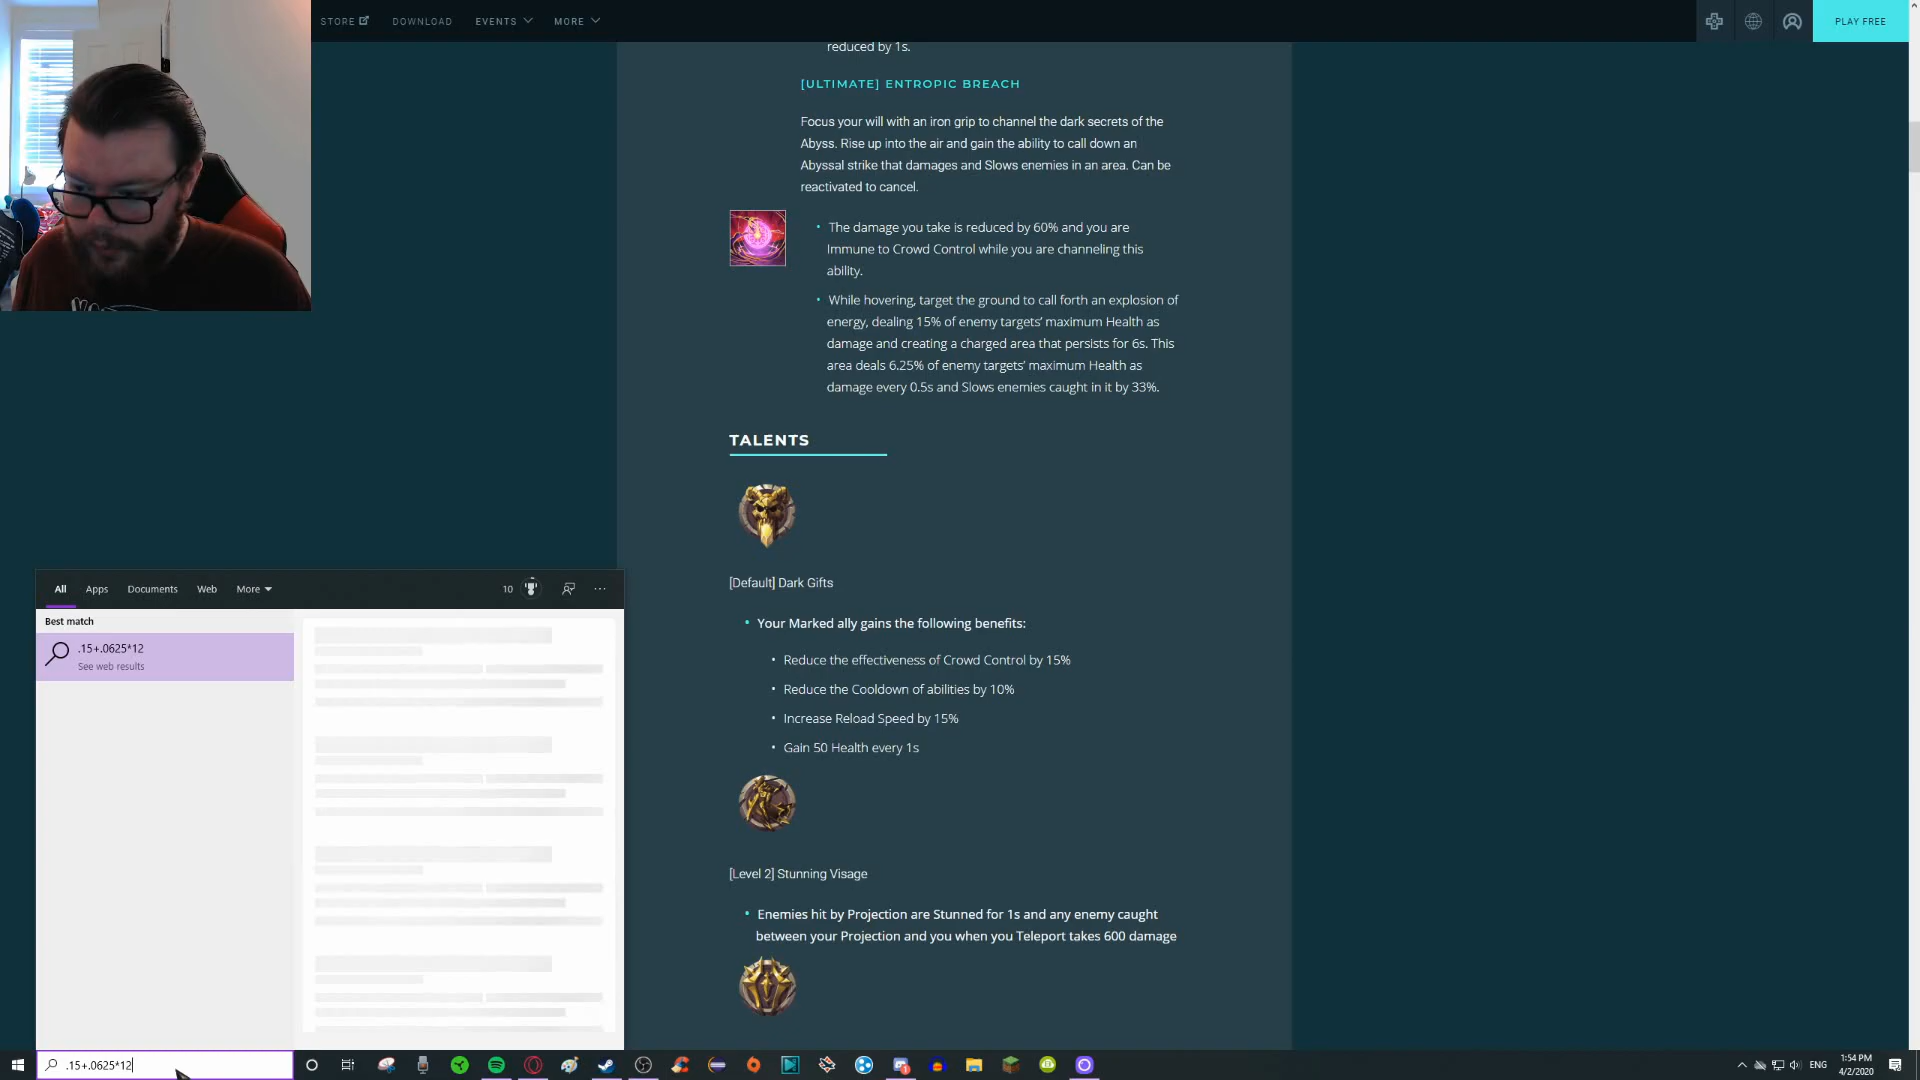 STORE DOWNLOAD EVENTS MORE PLAY FREE
reduced by 1s.
[ULTIMATE] ENTROPIC BREACH
Focus your will with an iron grip to channel the dark secrets of the
Abyss. Rise up into the air and gain the ability to call down an
Abyssal strike that damages and Slows enemies in an area. Can be
reactivated to cancel.
• The damage you take is reduced by 60% and you are
Immune to Crowd Control while you are channeling this
ability.
• While hovering, target the ground to call forth an explosion of
energy, dealing 15% of enemy targets’ maximum Health as
damage and creating a charged area that persists for 6s. This
area deals 6.25% of enemy targets’ maximum Health as
damage every 0.5s and Slows enemies caught in it by 33%.
TALENTS
[Default] Dark Gifts
• Your Marked ally gains the following benefits:
• Reduce the effectiveness of Crowd Control by 15%
• Reduce the Cooldown of abilities by 10%
• Increase Reload Speed by 15%
• Gain 50 Health every 1s
[Level 2] Stunning Visage
• Enemies hit by Projection are Stunned for 1s and any enemy caught
between your Projection and you when you Teleport takes 600 damage
All Apps Documents Web More 10 ...
Best match
.15+.0625*12
See web results
.15+.0625*12
ENG
1:54 PM
4/2/2020